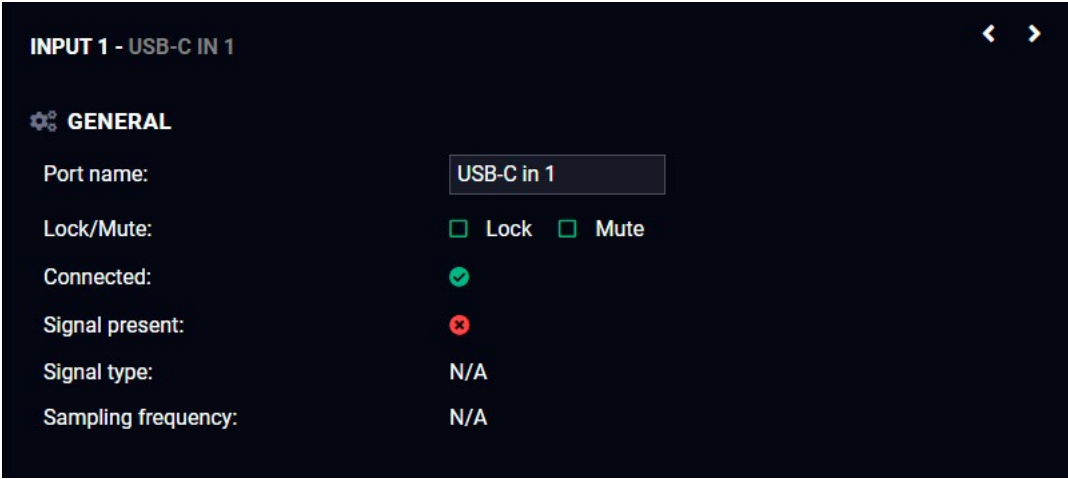 INPUT 1 - USB-C IN 1
GENERAL
Port name: USB-C in 1
Lock/Mute: Lock Mute
Connected:
Signal present:
Signal type: N/A
Sampling frequency: N/A